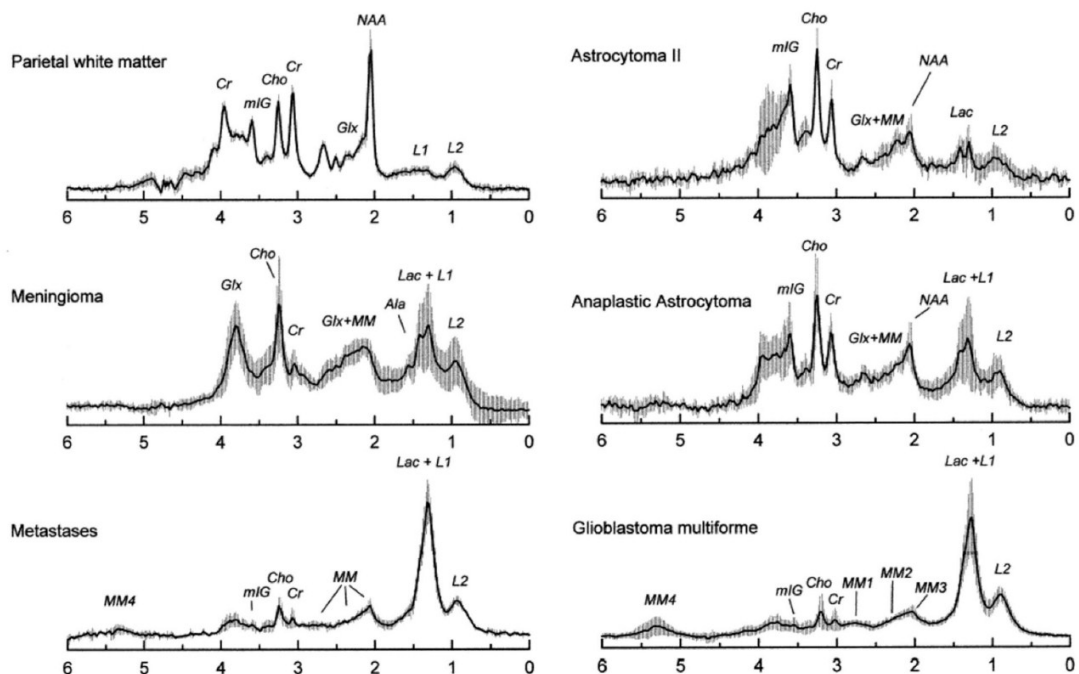 Parietal white matter
NAA
Cr
mIG
Cho
Cr
Glx
L1
L2
6 5 4 3 2 1 0
Astrocytoma II
Cho
mIG
Cr
NAA
Glx+MM
Lac
L2
6 5 4 3 2 1 0
Meningioma
Cho
Glx
Cr
Glx+MM
Ala
Lac + L1
L2
6 5 4 3 2 1 0
Anaplastic Astrocytoma
Cho
mIG
Cr
Glx+MM
NAA
Lac + L1
L2
6 5 4 3 2 1 0
Metastases
Lac + L1
MM4
mIG
Cho
Cr
MM
L2
6 5 4 3 2 1 0
Glioblastoma multiforme
Lac +L1
MM4
mIG
Cho
Cr
MM1
MM2
MM3
L2
6 5 4 3 2 1 0